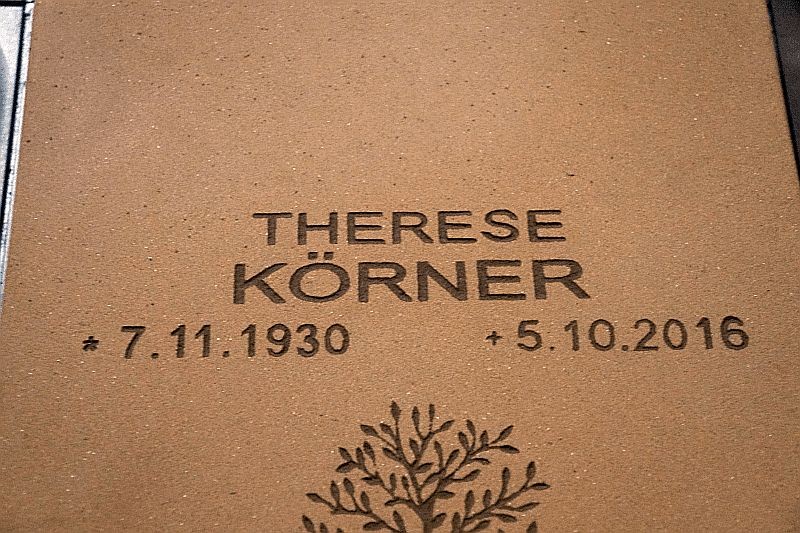 THERESE
KÖRNER
* 7.11.1930 + 5.10.2016